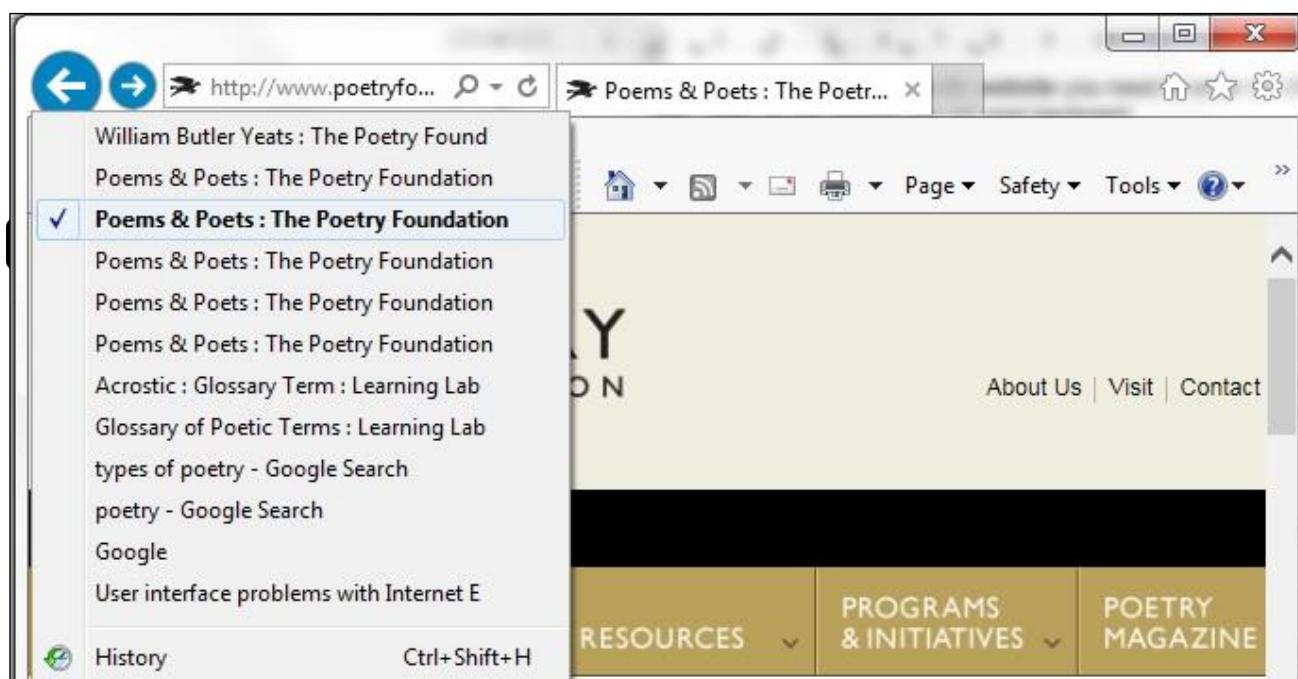 http://www.poetryfo...
Poems & Poets : The Poetr...
William Butler Yeats : The Poetry Found
Poems & Poets : The Poetry Foundation
Poems & Poets : The Poetry Foundation
Poems & Poets : The Poetry Foundation
Poems & Poets : The Poetry Foundation
Poems & Poets : The Poetry Foundation
Acrostic : Glossary Term : Learning Lab
Glossary of Poetic Terms : Learning Lab
types of poetry - Google Search
poetry - Google Search
Google
User interface problems with Internet E
History Ctrl+Shift+H
Page Safety Tools
Y
ON
About Us | Visit | Contact
RESOURCES
PROGRAMS
& INITIATIVES
POETRY
MAGAZINE